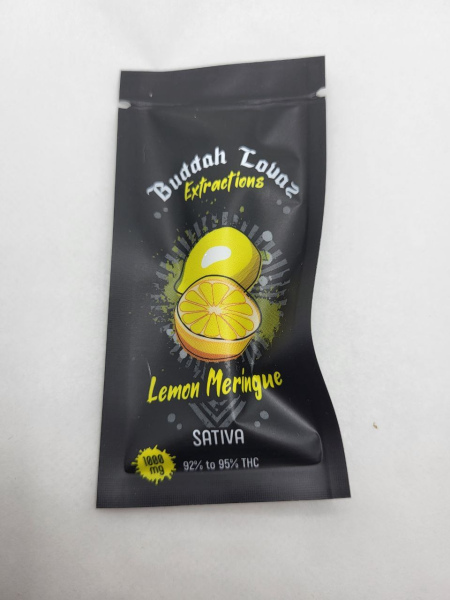 Buddah Lovaz
Extractions
Lemon Meringue
SATIVA
1000
mg
92% to 95% THC